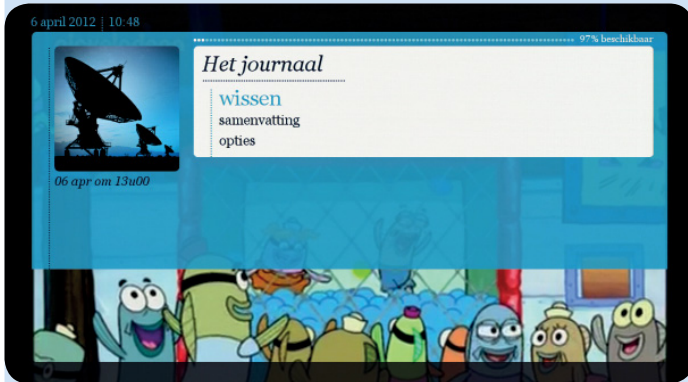 6 april 2012 | 10:48
97% beschikbaar
Het journaal
wissen
samenvatting
opties
06 apr om 13u00